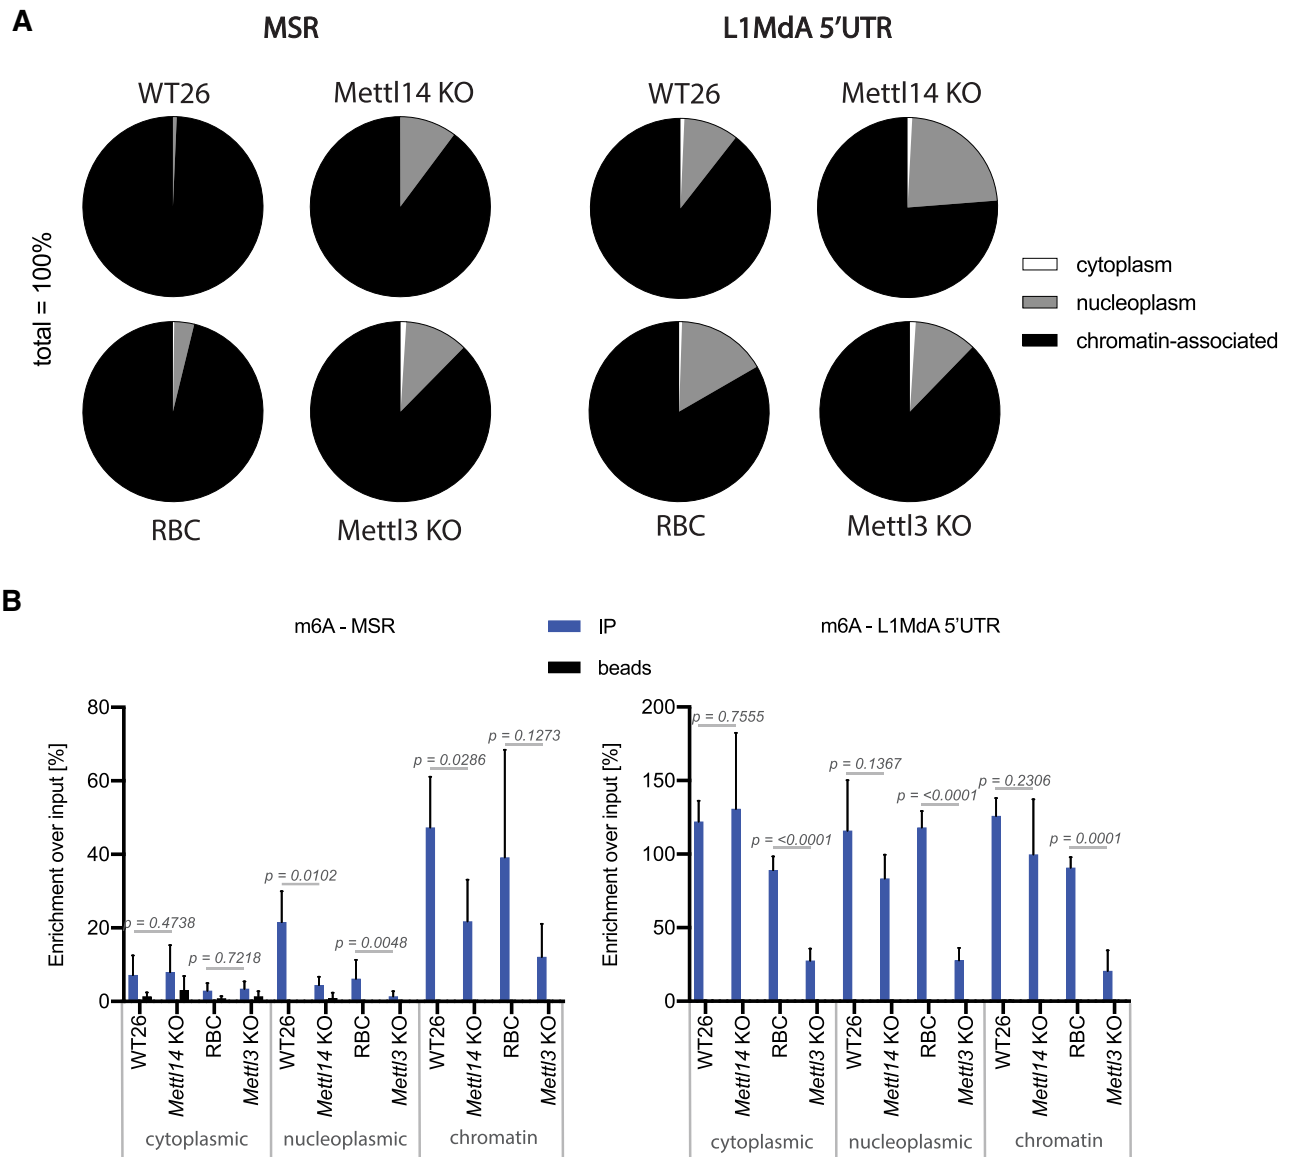 A
MSR
L1MdA 5′UTR
WT26
Mettl14 KO
WT26
Mettl14 KO
total = 100%
cytoplasm
nucleoplasm
chromatin-associated
RBC
Mettl3 KO
RBC
Mettl3 KO
B
m6A - MSR
IP
beads
m6A - L1MdA 5'UTR
Enrichment over input [%]
80
60
40
20
0
p = 0.4738
p = 0.7218
p = 0.0102
p = 0.0048
p = 0.0286
p = 0.1273
WT26
Mettl14 KO
RBC
Mettl3 KO
WT26
Mettl14 KO
RBC
Mettl3 KO
WT26
Mettl14 KO
RBC
Mettl3 KO
cytoplasmic
nucleoplasmic
chromatin
Enrichment over input [%]
200
150
100
50
0
p = 0.7555
p = <0.0001
p = 0.1367
p = <0.0001
p = 0.2306
p = 0.0001
WT26
Mettl14 KO
RBC
Mettl3 KO
WT26
Mettl14 KO
RBC
Mettl3 KO
WT26
Mettl14 KO
RBC
Mettl3 KO
cytoplasmic
nucleoplasmic
chromatin